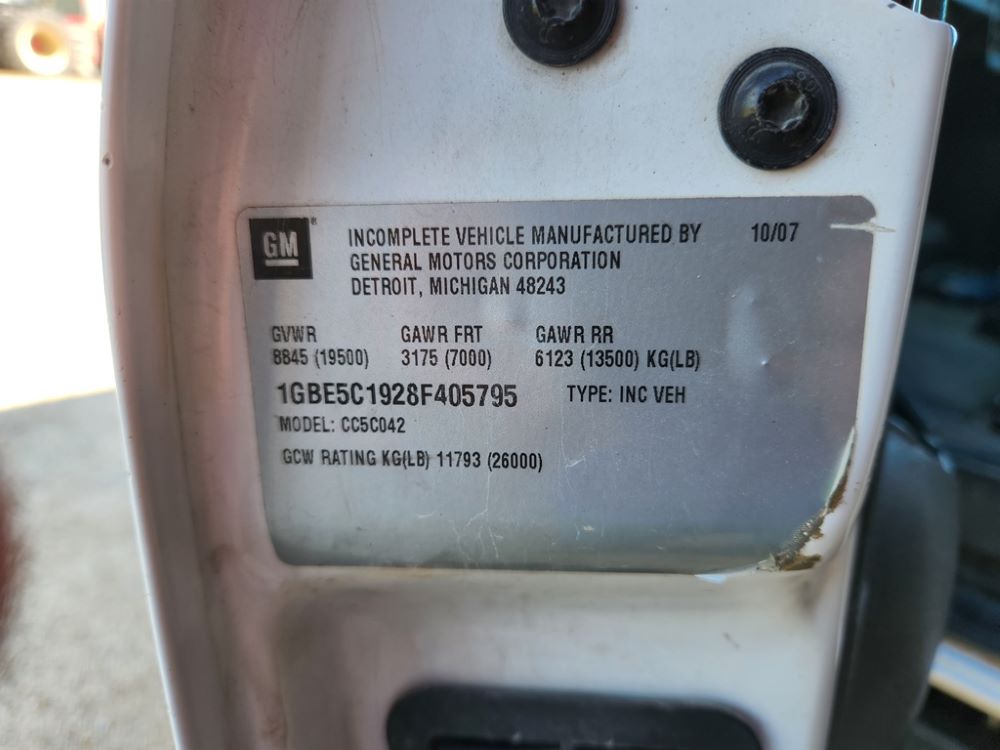 GM ®
INCOMPLETE VEHICLE MANUFACTURED BY 10/07
GENERAL MOTORS CORPORATION
DETROIT, MICHIGAN 48243
GVWR GAWR FRT GAWR RR
8845 (19500) 3175 (7000) 6123 (13500) KG(LB)
1GBE5C1928F405795 TYPE: INC VEH
MODEL: CC5C042
GCW RATING KG(LB) 11793 (26000)